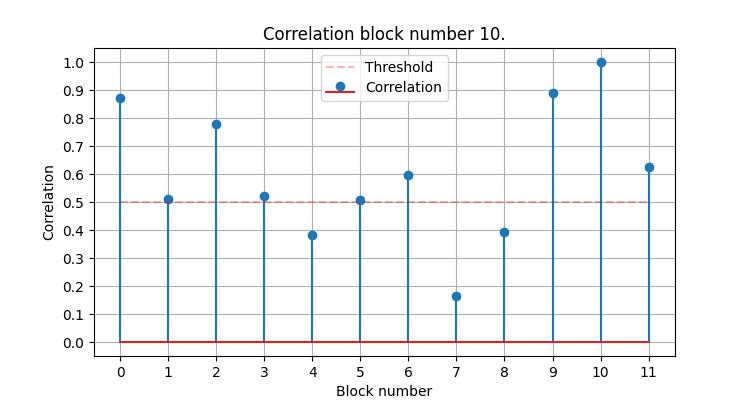 Correlation block number 10.
Threshold
Correlation
Correlation
1.0
0.9
0.8
0.7
0.6
0.5
0.4
0.3
0.2
0.1
0.0
0 1 2 3 4 5 6 7 8 9 10 11
Block number